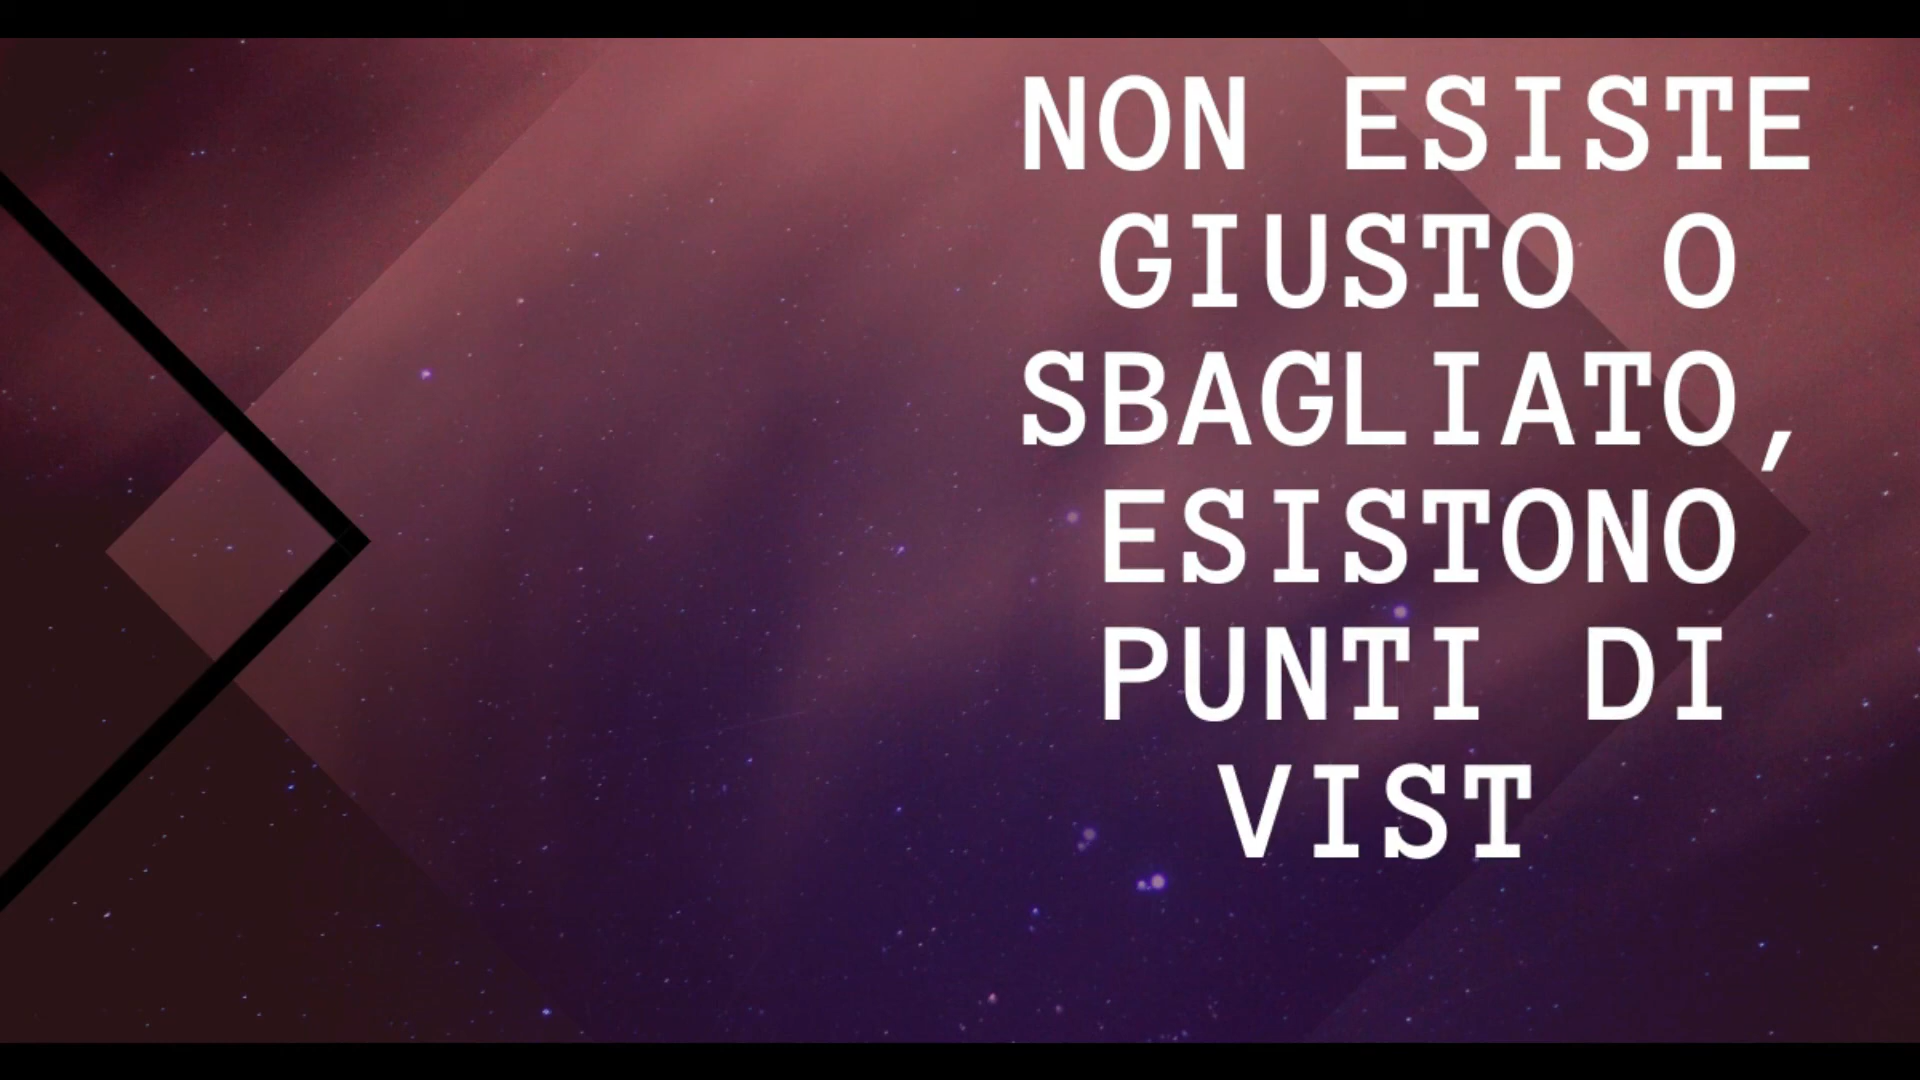 NON ESISTE
GIUSTO O
SBAGLIATO,
ESISTONO
PUNTI DI
VIST